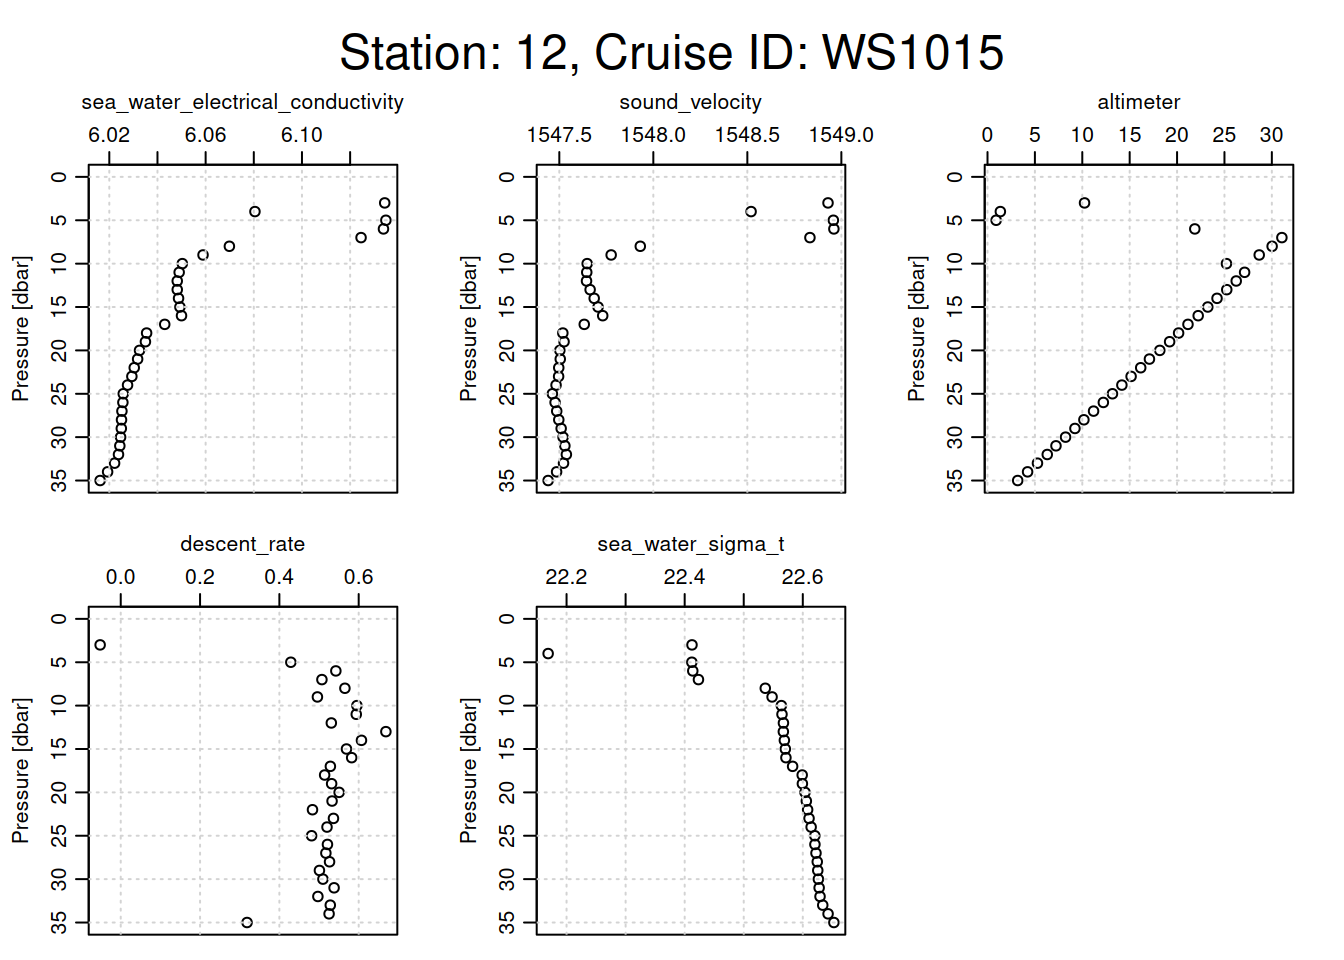 Station: 12, Cruise ID: WS1015
sea_water_electrical_conductivity
6.02 6.06 6.10
Pressure [dbar]
0 5 10 15 20 25 30 35
sound_velocity
1547.5 1548.0 1548.5 1549.0
Pressure [dbar]
0 5 10 15 20 25 30 35
altimeter
0 5 10 15 20 25 30
Pressure [dbar]
0 5 10 15 20 25 30 35
descent_rate
0.0 0.2 0.4 0.6
Pressure [dbar]
0 5 10 15 20 25 30 35
sea_water_sigma_t
22.2 22.4 22.6
Pressure [dbar]
0 5 10 15 20 25 30 35